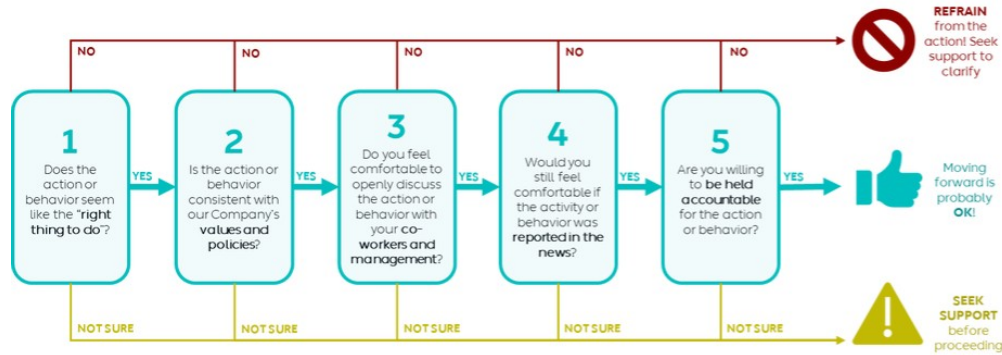 REFRAIN
from the
action! Seek
support to
clarify
NO
NO
NO
NO
NO
1
Does the
action or
behavior seem
like the "right
thing to do"?
YES
2
Is the action or
behavior
consistent with
our Company's
values and
policies?
YES
3
Do you feel
comfortable to
openly discuss
the action or
behavior with
your co-
workers and
management?
YES
4
Would you
still feel
comfortable if
the activity or
behavior was
reported in the
news?
YES
5
Are you willing
to be held
accountable
for the action
or behavior?
YES
Moving
forward is
probably
OK!
NOT SURE
NOT SURE
NOT SURE
NOT SURE
NOT SURE
SEEK
SUPPORT
before
proceeding